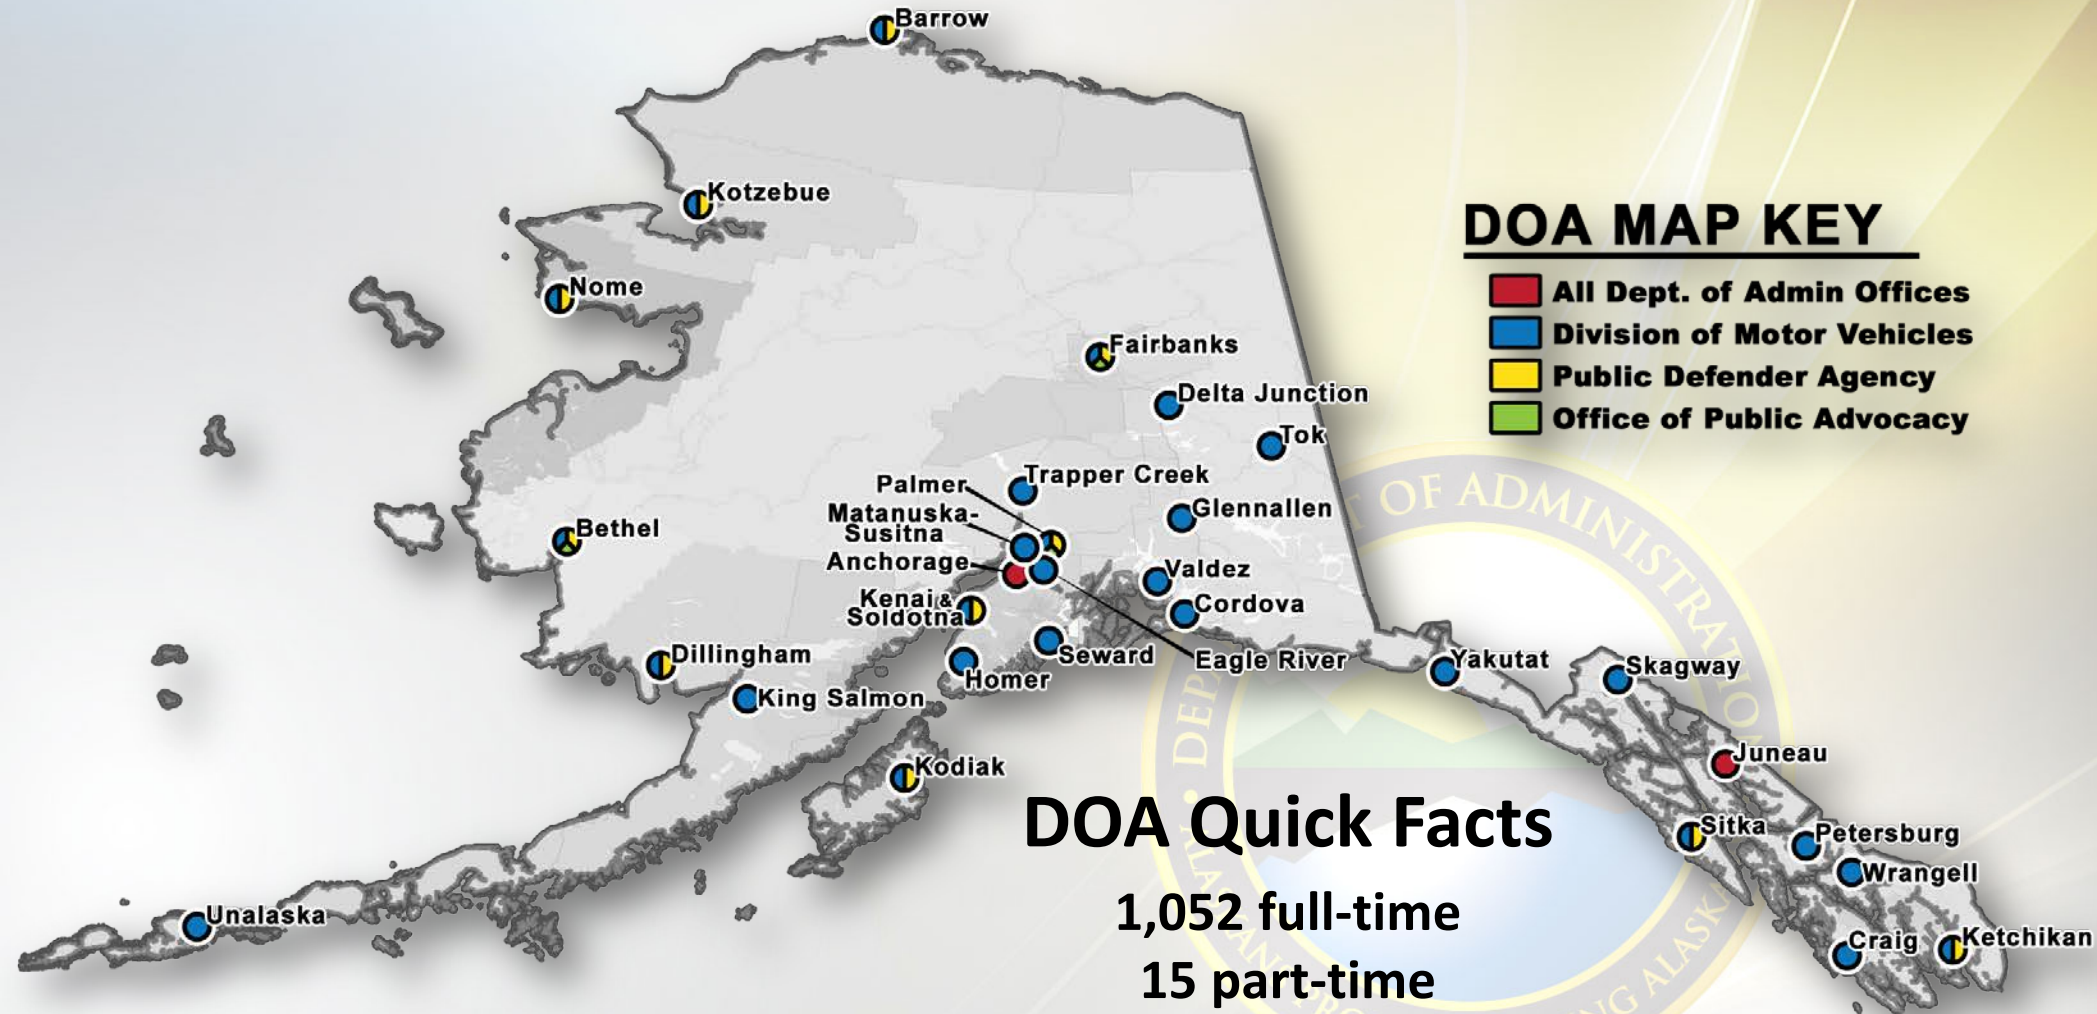 Barrow
Kotzebue
Nome
DOA MAP KEY
All Dept. of Admin Offices
Division of Motor Vehicles
Public Defender Agency
Office of Public Advocacy
Fairbanks
Delta Junction
Tok
Trapper Creek
Palmer
Matanuska-
Susitna
Glennallen
Bethel
Anchorage
Valdez
Kenai &
Soldotna
Cordova
Dillingham
Seward
Eagle River
Homer
King Salmon
Yakutat
Skagway
Kodiak
Juneau
DOA Quick Facts
1,052 full-time
15 part-time
Sitka
Petersburg
Wrangell
Unalaska
Craig
Ketchikan
OF ADMINISTRATION